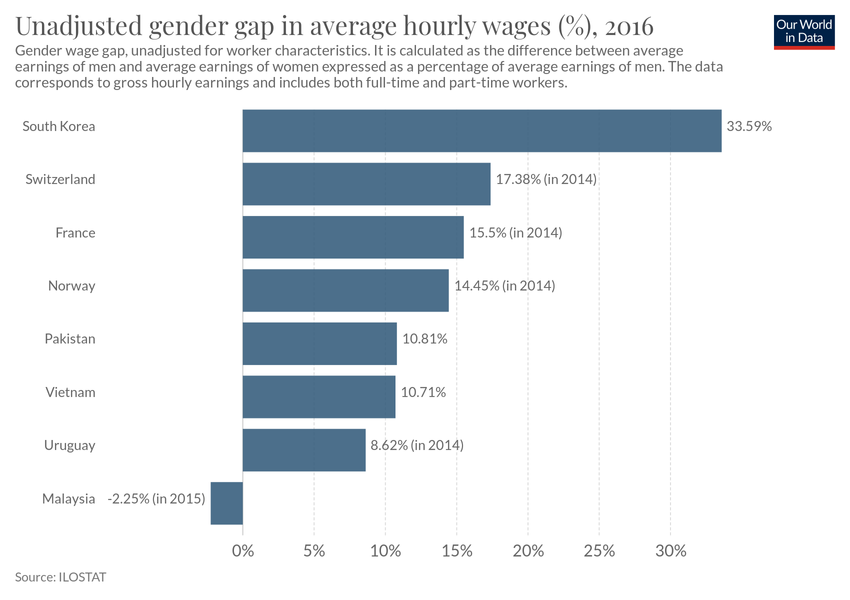 Unadjusted gender gap in average hourly wages (%), 2016
Our World
in Data
Gender wage gap, unadjusted for worker characteristics. It is calculated as the difference between average
earnings of men and average earnings of women expressed as a percentage of average earnings of men. The data
corresponds to gross hourly earnings and includes both full-time and part-time workers.
South Korea 33.59%
Switzerland 17.38% (in 2014)
France 15.5% (in 2014)
Norway 14.45% (in 2014)
Pakistan 10.81%
Vietnam 10.71%
Uruguay 8.62% (in 2014)
Malaysia -2.25% (in 2015)
0% 5% 10% 15% 20% 25% 30%
Source: ILOSTAT